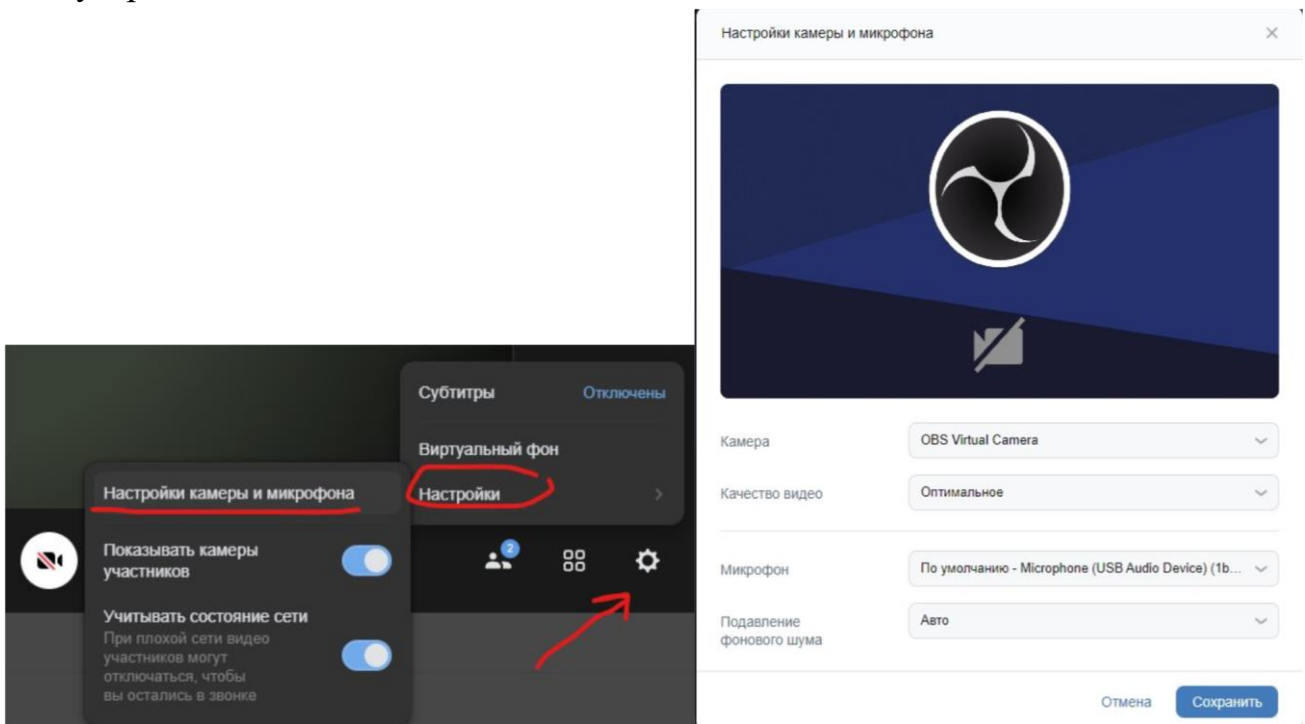 Субтитры Отключены
Виртуальный фон
Настройки
Настройки камеры и микрофона
Показывать камеры
участников
Учитывать состояние сети
При плохой сети видео
участников могут
отключаться, чтобы
вы остались в звонке
2
Настройки камеры и микрофона
Камера OBS Virtual Camera
Качество видео Оптимальное
Микрофон По умолчанию - Microphone (USB Audio Device) (1b...
Подавление Авто
фонового шума
Отмена Сохранить